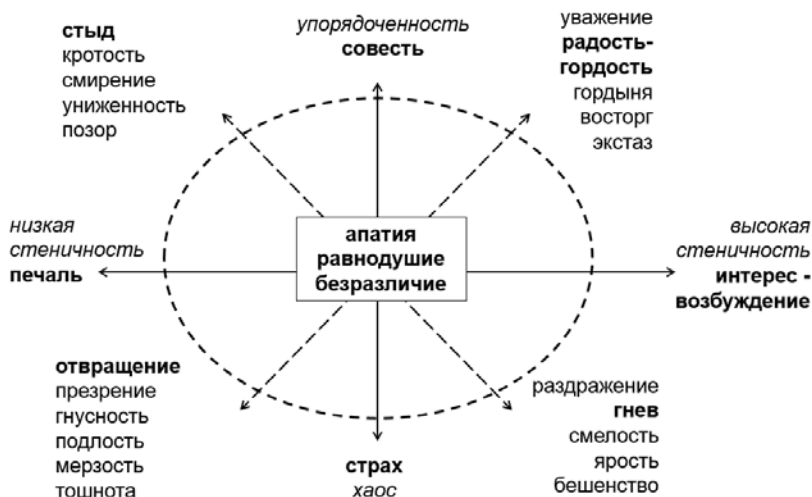 стыд
кротость
смирение
униженность
позор
упорядоченность
совесть
уважение
радость-
гордость
гордыня
восторг
экстаз
низкая
стеничность
печаль
апатия
равнодушие
безразличие
высокая
стеничность
интерес -
возбуждение
отвращение
презрение
гнусность
подлость
мерзость
тошнота
страх
хаос
раздражение
гнев
смелость
ярость
бешенство